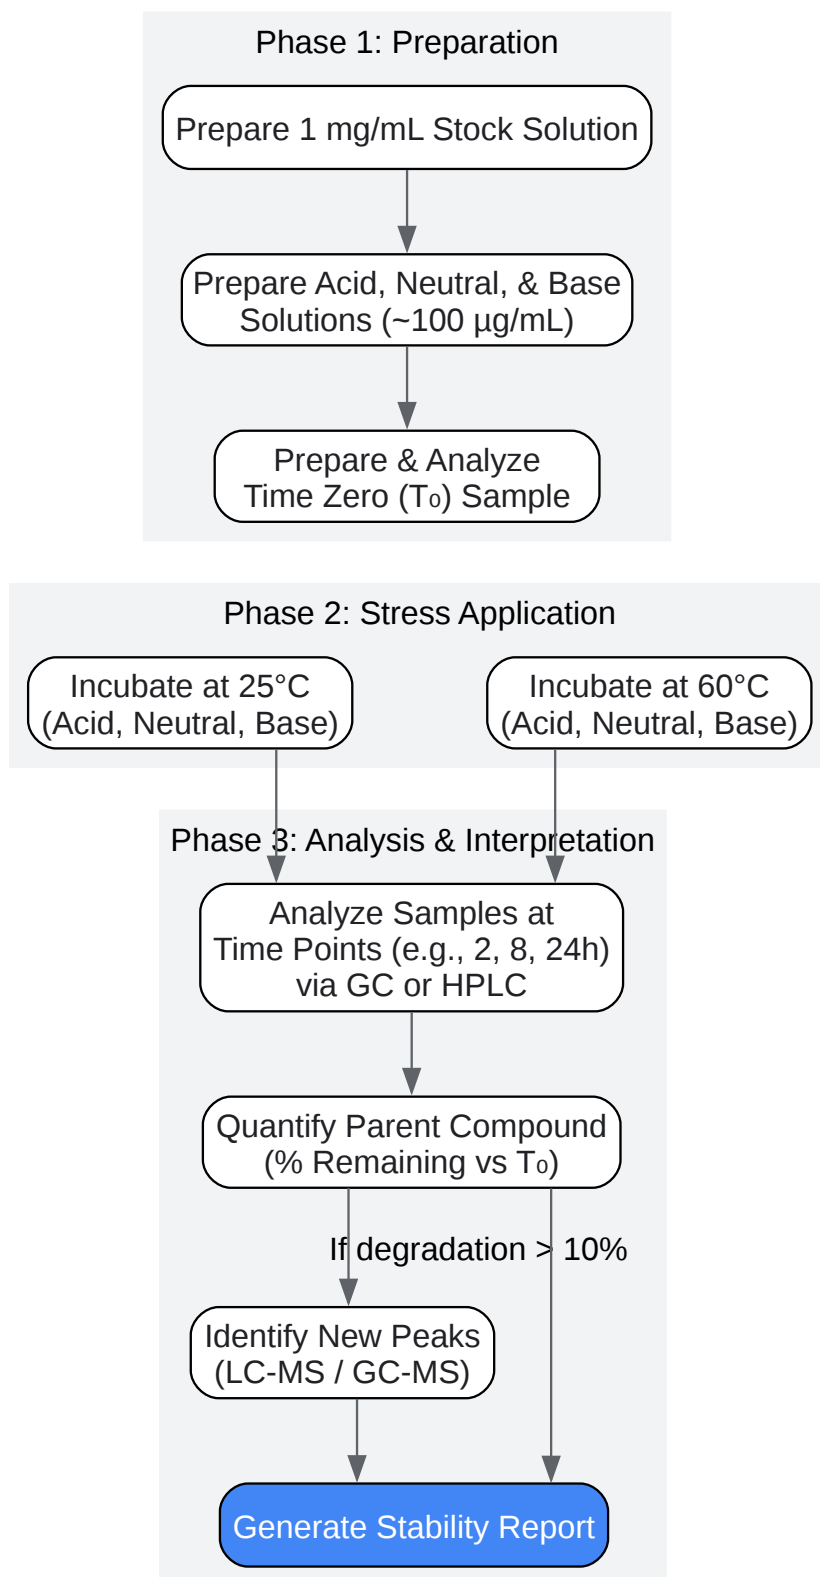 Phase 1: Preparation
Prepare 1 mg/mL Stock Solution
Prepare Acid, Neutral, & Base
Solutions (~100 µg/mL)
Prepare & Analyze
Time Zero (T₀) Sample
Phase 2: Stress Application
Incubate at 25°C
(Acid, Neutral, Base)
Incubate at 60°C
(Acid, Neutral, Base)
Phase 3: Analysis & Interpretation
Analyze Samples at
Time Points (e.g., 2, 8, 24h)
via GC or HPLC
Quantify Parent Compound
(% Remaining vs T₀)
If degradation > 10%
Identify New Peaks
(LC-MS / GC-MS)
Generate Stability Report